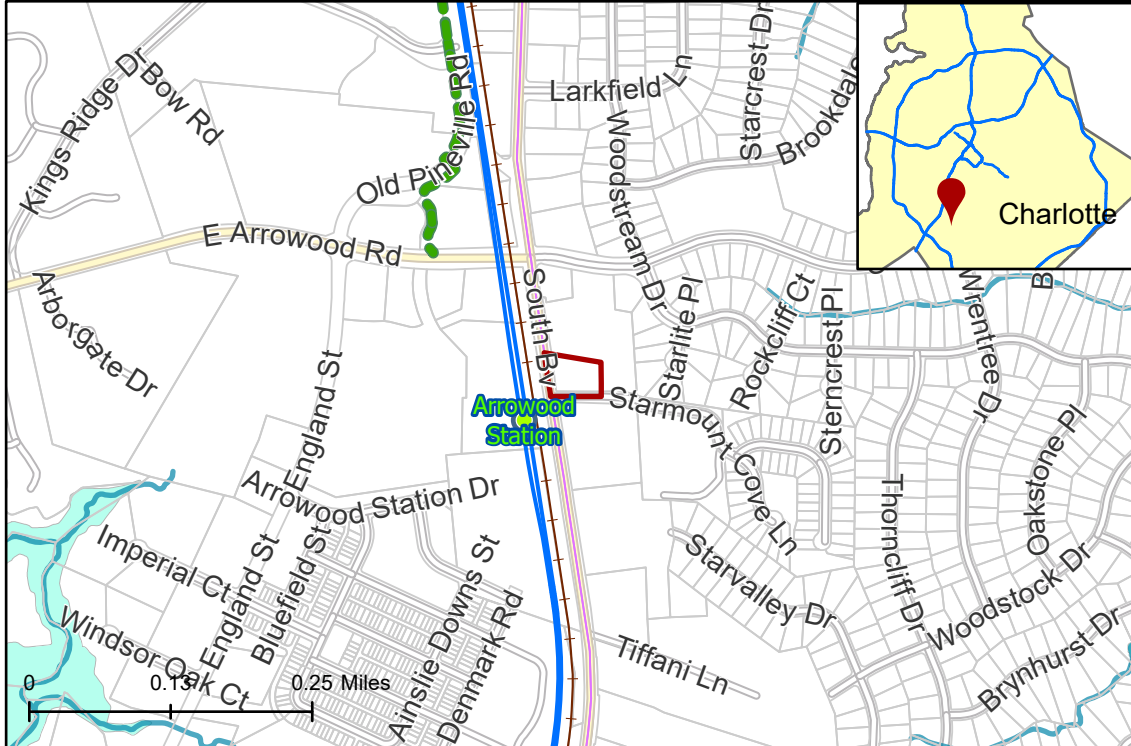 Larkfield Ln
Starcrest Dr
Brookdale
Bow Rd
Kings Ridge Dr
Old Pineville Rd
Wispoowstream Dr
Charlotte
E Arrowood Rd
South Blv
Starlite Pl
Rockcliff Ct
Sterncrest Pl
Wrentree Dr
B
Arborgate Dr
England St
Arrowood
Station
Starmount Cove Ln
Arrowood Station Dr
Thorncliff Dr
Oakstone Pl
Imperial Ct
England St
Bluefield St
Ainslie Downs St
Denmark Rd
Starvalley Dr
Woodstock Dr
Windsor Oak Ct
Tiffani Ln
Brynhurst Dr
0
0.13
0.25 Miles